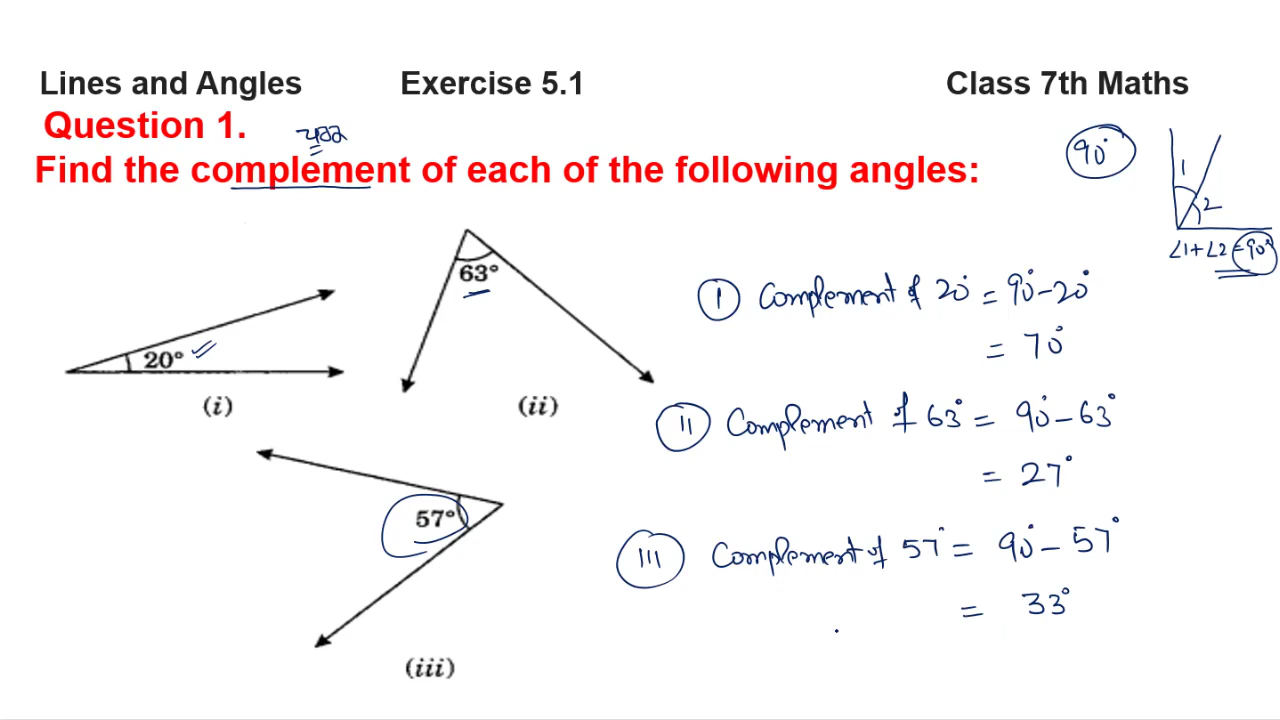 Lines and Angles Exercise 5.1 Class 7th Maths
Question 1.
Find the complement of each of the following angles:
90°
1
2
∠1+∠2=90°
20°
(i)
63°
(ii)
57°
(iii)
I Complement of 20° = 90°-20°
= 70°
II Complement of 63° = 90°-63°
= 27°
III Complement of 57° = 90°-57°
= 33°